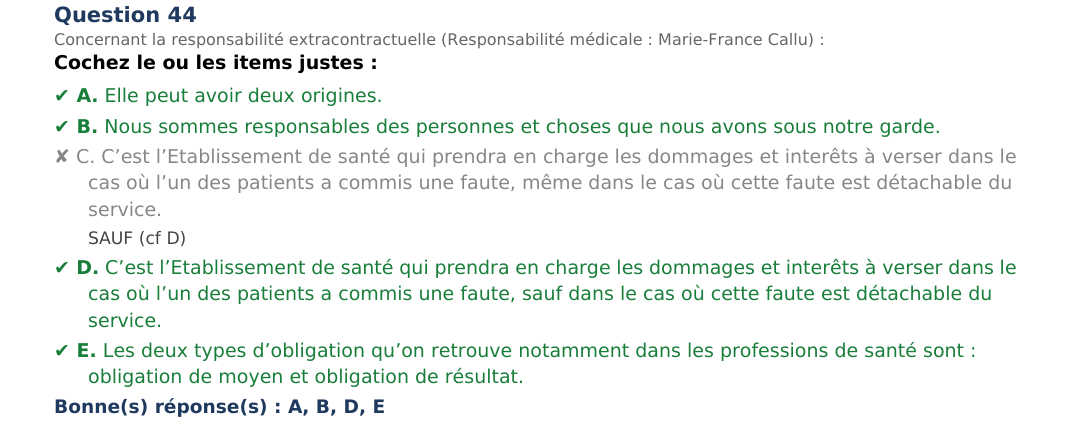 Question 44
Concernant la responsabilité extracontractuelle (Responsabilité médicale : Marie-France Callu) :
Cochez le ou les items justes :
✔ A. Elle peut avoir deux origines.
✔ B. Nous sommes responsables des personnes et choses que nous avons sous notre garde.
✘ C. C’est l’Etablissement de santé qui prendra en charge les dommages et interêts à verser dans le
cas où l’un des patients a commis une faute, même dans le cas où cette faute est détachable du
service.
SAUF (cf D)
✔ D. C’est l’Etablissement de santé qui prendra en charge les dommages et interêts à verser dans le
cas où l’un des patients a commis une faute, sauf dans le cas où cette faute est détachable du
service.
✔ E. Les deux types d’obligation qu’on retrouve notamment dans les professions de santé sont :
obligation de moyen et obligation de résultat.
Bonne(s) réponse(s) : A, B, D, E